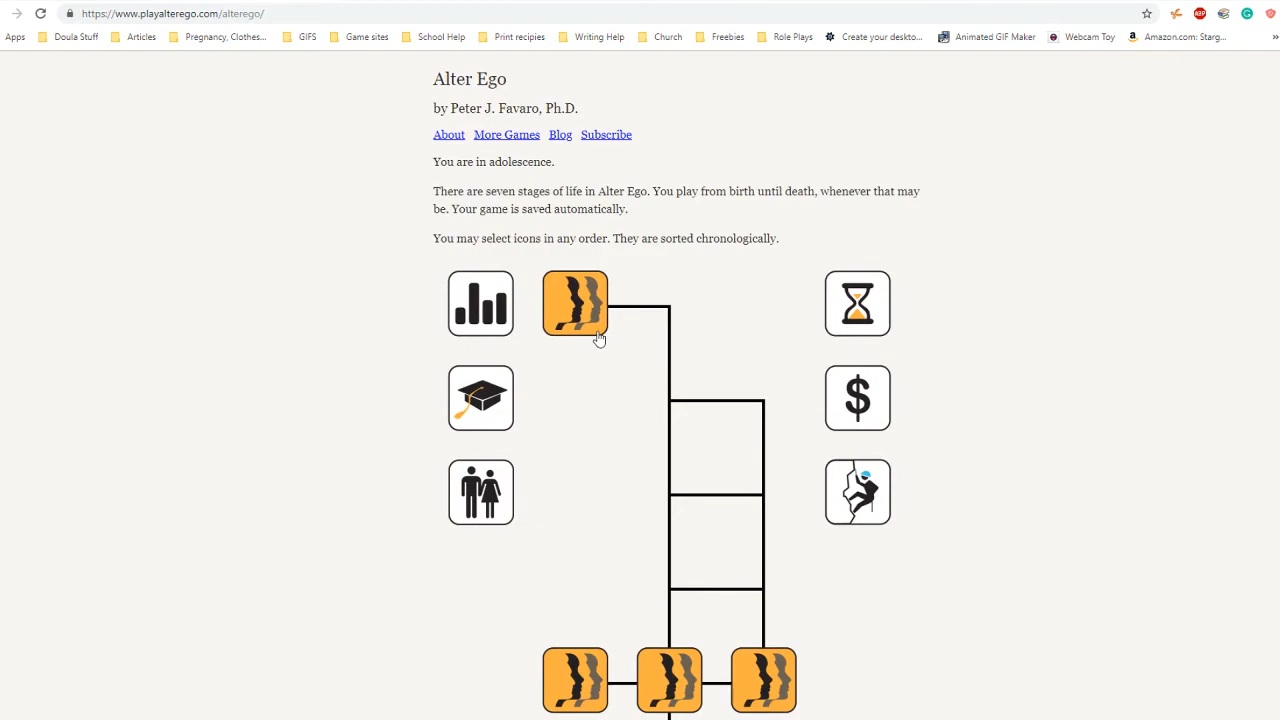 https://www.playalterego.com/alterego/
ABP
Apps Doula Stuff Articles Pregnancy, Clothes... GIFS Game sites School Help Print recipies Writing Help Church Freebies Role Plays Create your deskto... Animated GIF Maker Webcam Toy Amazon.com: Starg... »
Alter Ego
by Peter J. Favaro, Ph.D.
About More Games Blog Subscribe
You are in adolescence.
There are seven stages of life in Alter Ego. You play from birth until death, whenever that may
be. Your game is saved automatically.
You may select icons in any order. They are sorted chronologically.
$